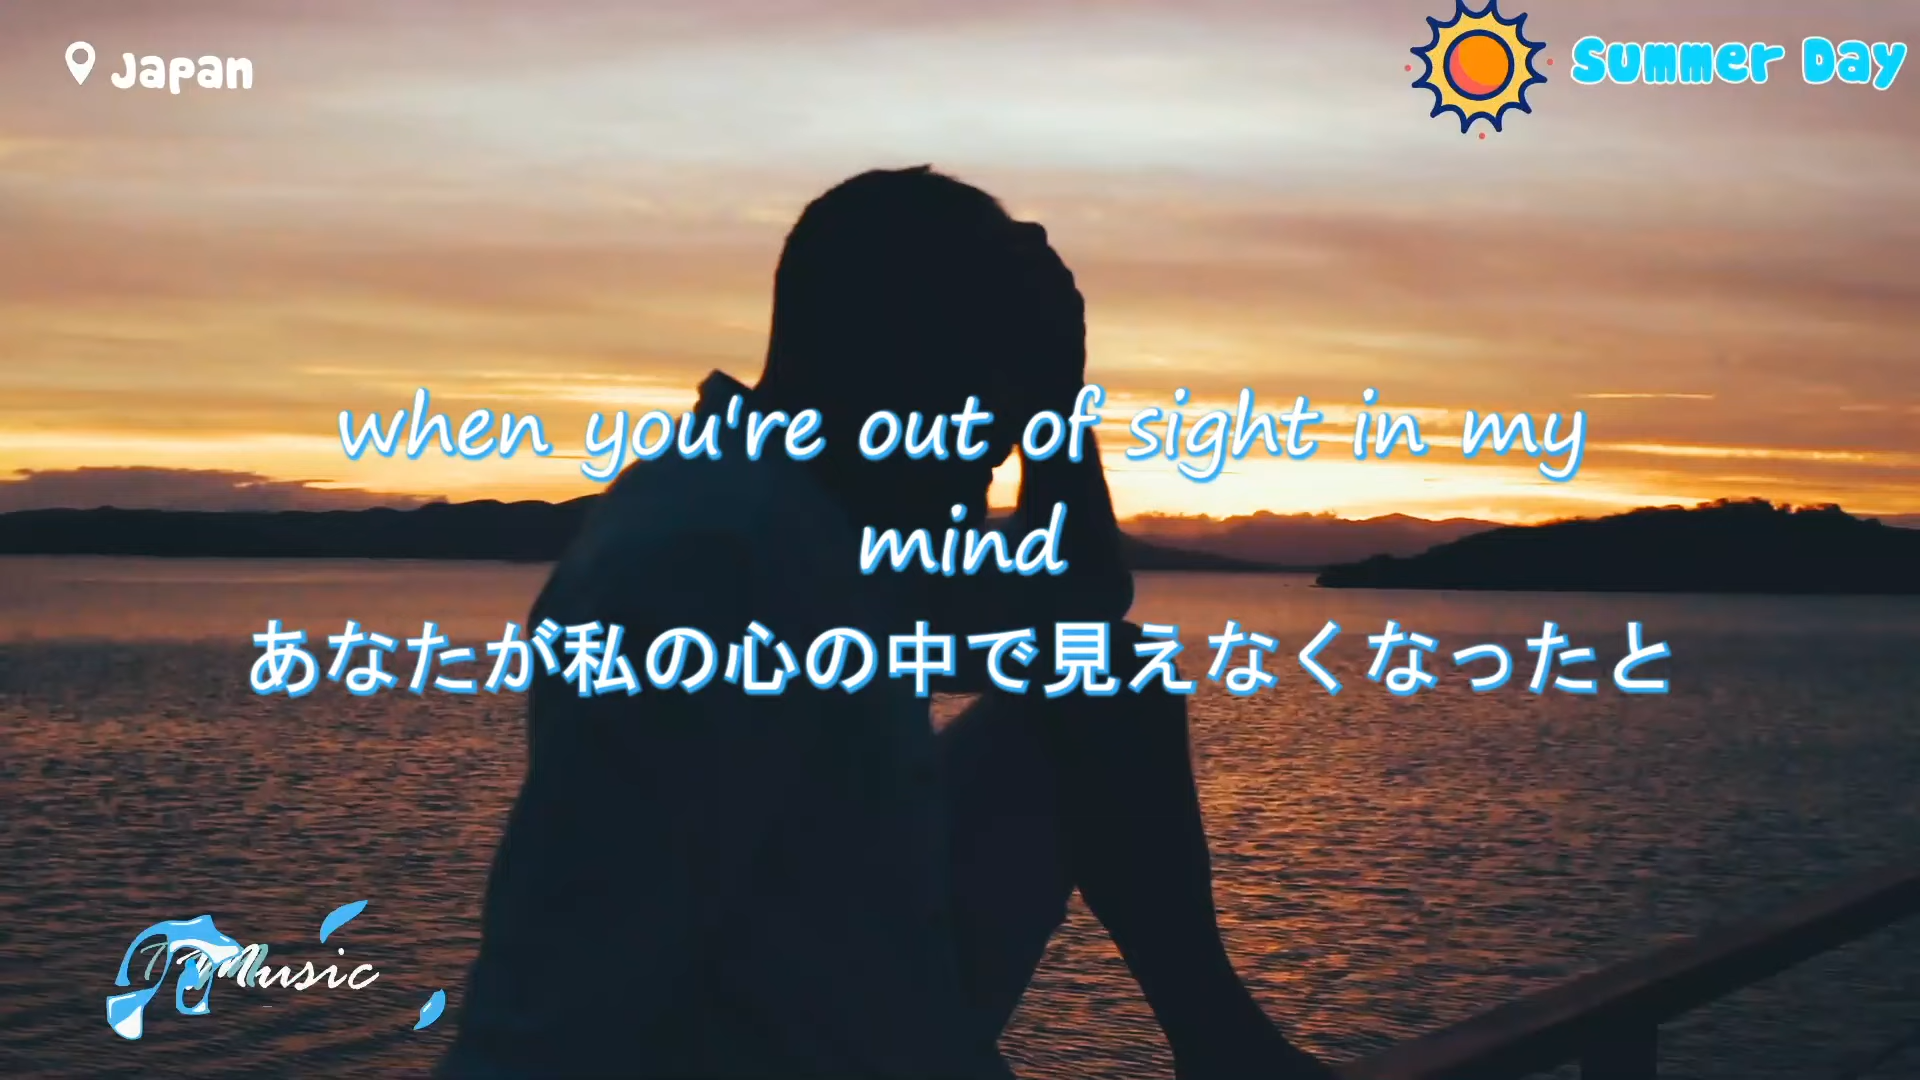 Japan
Summer Day
when you're out of sight in my
mind
あなたが私の心の中で見えなくなったと
Music